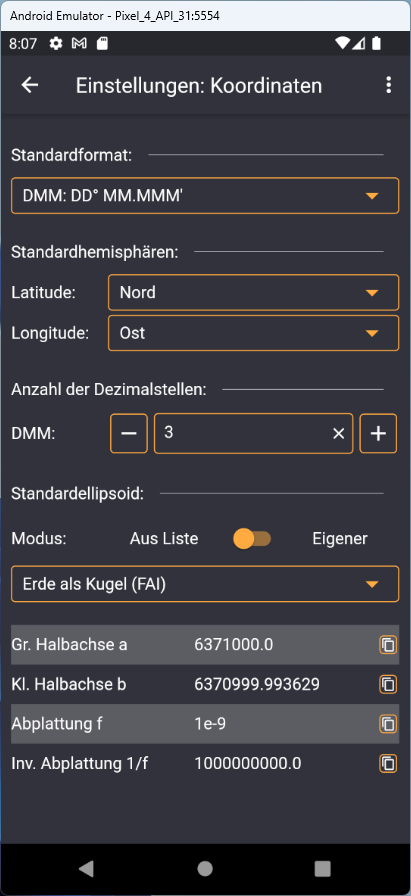 Android Emulator - Pixel_4_API_31:5554
8:07
Einstellungen: Koordinaten
Standardformat:
DMM: DD° MM.MMM'
Standardhemisphären:
Latitude: Nord
Longitude: Ost
Anzahl der Dezimalstellen:
DMM: 3
Standardellipsoid:
Modus: Aus Liste Eigener
Erde als Kugel (FAI)
Gr. Halbachse a 6371000.0
Kl. Halbachse b 6370999.993629
Abplattung f 1e-9
Inv. Abplattung 1/f 1000000000.0